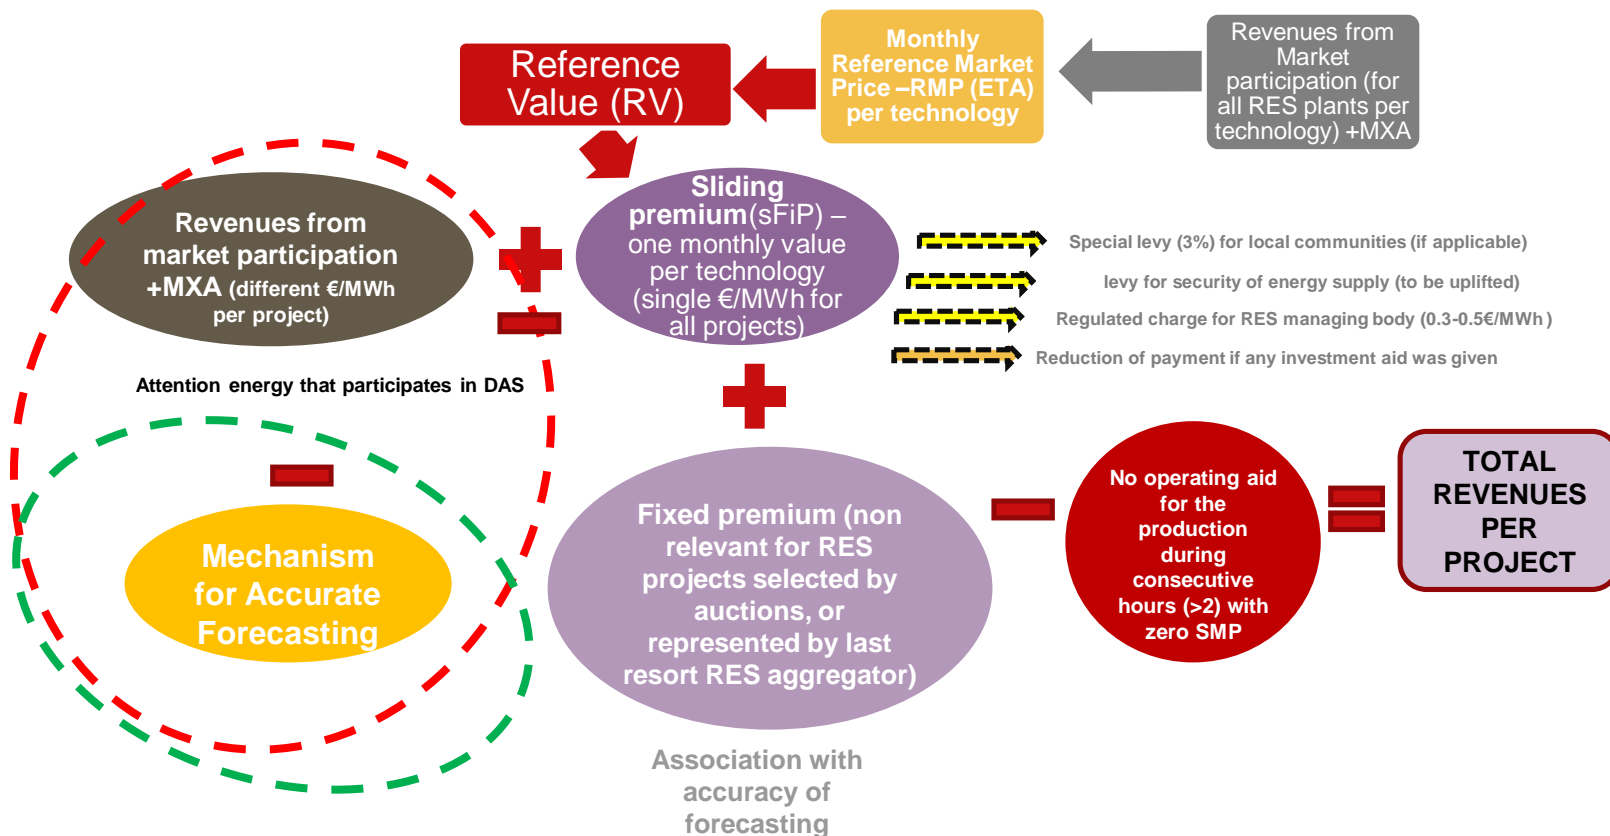 Reference
Value (RV)
Monthly
Reference Market
Price –RMP (ETA)
per technology
Revenues from
Market
participation (for
all RES plants per
technology) +MXA
Revenues from
market participation
+MXA (different €/MWh
per project)
Sliding
premium(sFiP) –
one monthly value
per technology
(single €/MWh for
all projects)
Special levy (3%) for local communities (if applicable)
levy for security of energy supply (to be uplifted)
Regulated charge for RES managing body (0.3-0.5€/MWh )
Reduction of payment if any investment aid was given
Attention energy that participates in DAS
Mechanism
for Accurate
Forecasting
Fixed premium (non
relevant for RES
projects selected by
auctions, or
represented by last
resort RES aggregator)
No operating aid
for the
production
during
consecutive
hours (>2) with
zero SMP
TOTAL
REVENUES
PER
PROJECT
Association with
accuracy of
forecasting